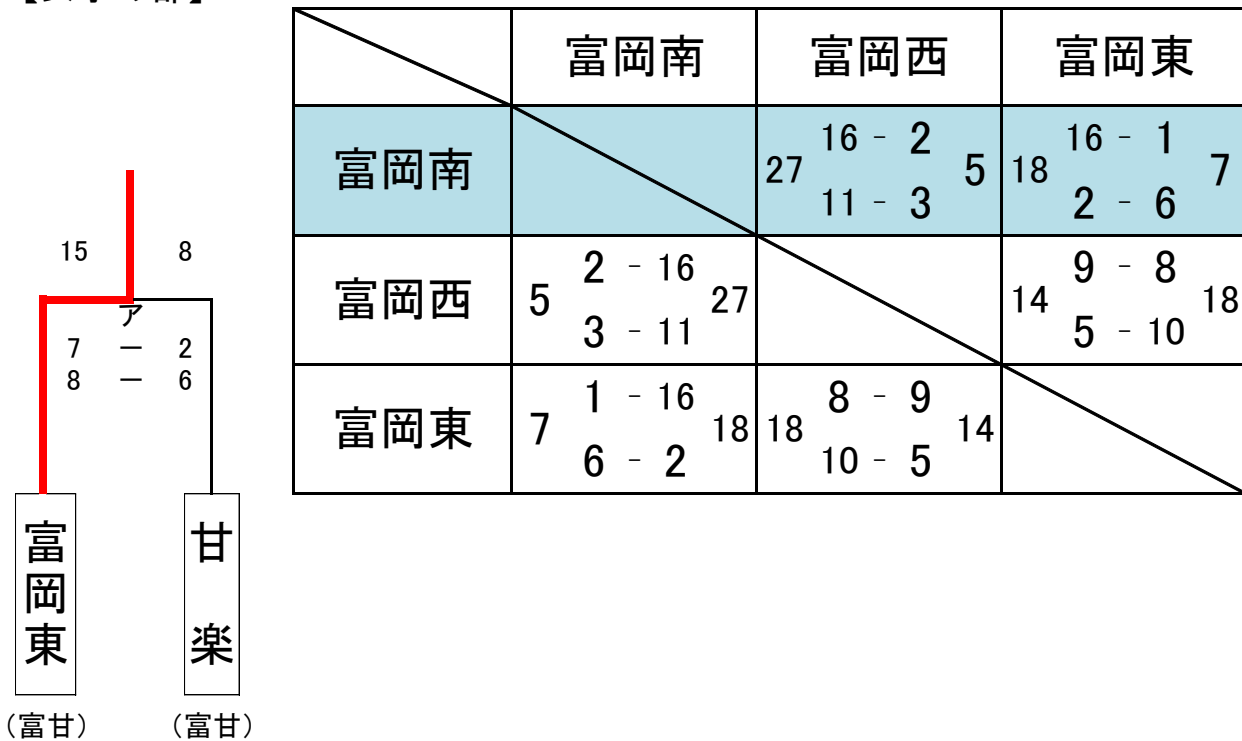 富岡南 富岡西 富岡東
富岡南 27 16 - 2 5 18 16 - 1 7
11 - 3 2 - 6
富岡西 5 2 - 16 27 14 9 - 8 18
3 - 11 5 - 10
富岡東 7 1 - 16 18 18 8 - 9 14
6 - 2 10 - 5
15 8
ア
7 ー 2
8 ー 6
富岡東 甘楽
（富甘） （富甘）